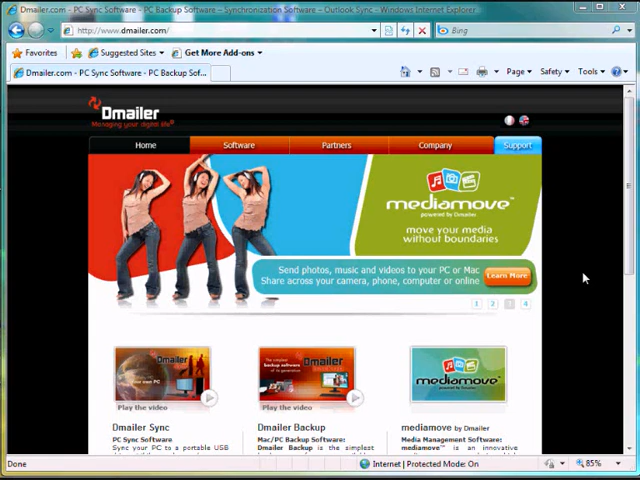 Dmailer.com - PC Sync Software - PC Backup Software – Synchronization Software – Outlook Sync - Windows Internet Explorer
http://www.dmailer.com/
Bing
Favorites
Suggested Sites
Get More Add-ons
Dmailer.com - PC Sync Software - PC Backup Sof...
Page
Safety
Tools
Dmailer
Managing your digital life
Home
Software
Partners
Company
Support
mediamove™
powered by Dmailer
move your media
without boundaries
Send photos, music and videos to your PC or Mac
Share across your camera, phone, computer or online
Learn More
1 2 3 4
Dmailer
Dmailer
mediamove
Play the video
Play the video
Dmailer Sync
Dmailer Backup
mediamove by Dmailer
PC Sync Software
Mac/PC Backup Software:
Media Management Software:
Sync your PC to a portable USB
Dmailer Backup is the simplest
mediamove™ is an innovative
Done
Internet | Protected Mode: On
85%